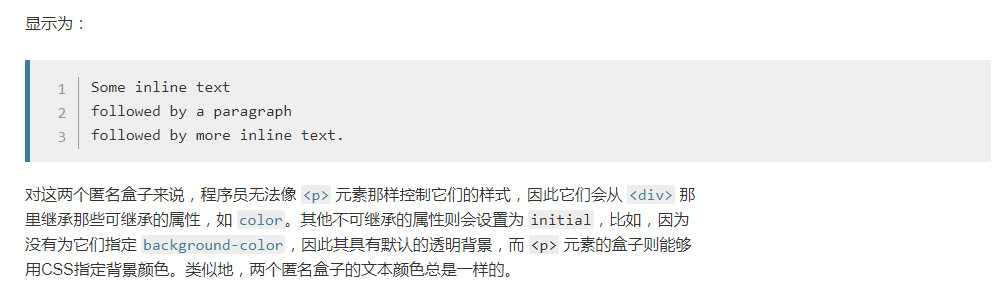 显示为：
1 Some inline text
2 followed by a paragraph
3 followed by more inline text.
对这两个匿名盒子来说，程序员无法像 <p> 元素那样控制它们的样式，因此它们会从 <div> 那
里继承那些可继承的属性，如 color。其他不可继承的属性则会设置为 initial，比如，因为
没有为它们指定 background-color，因此其具有默认的透明背景，而 <p> 元素的盒子则能够
用CSS指定背景颜色。类似地，两个匿名盒子的文本颜色总是一样的。